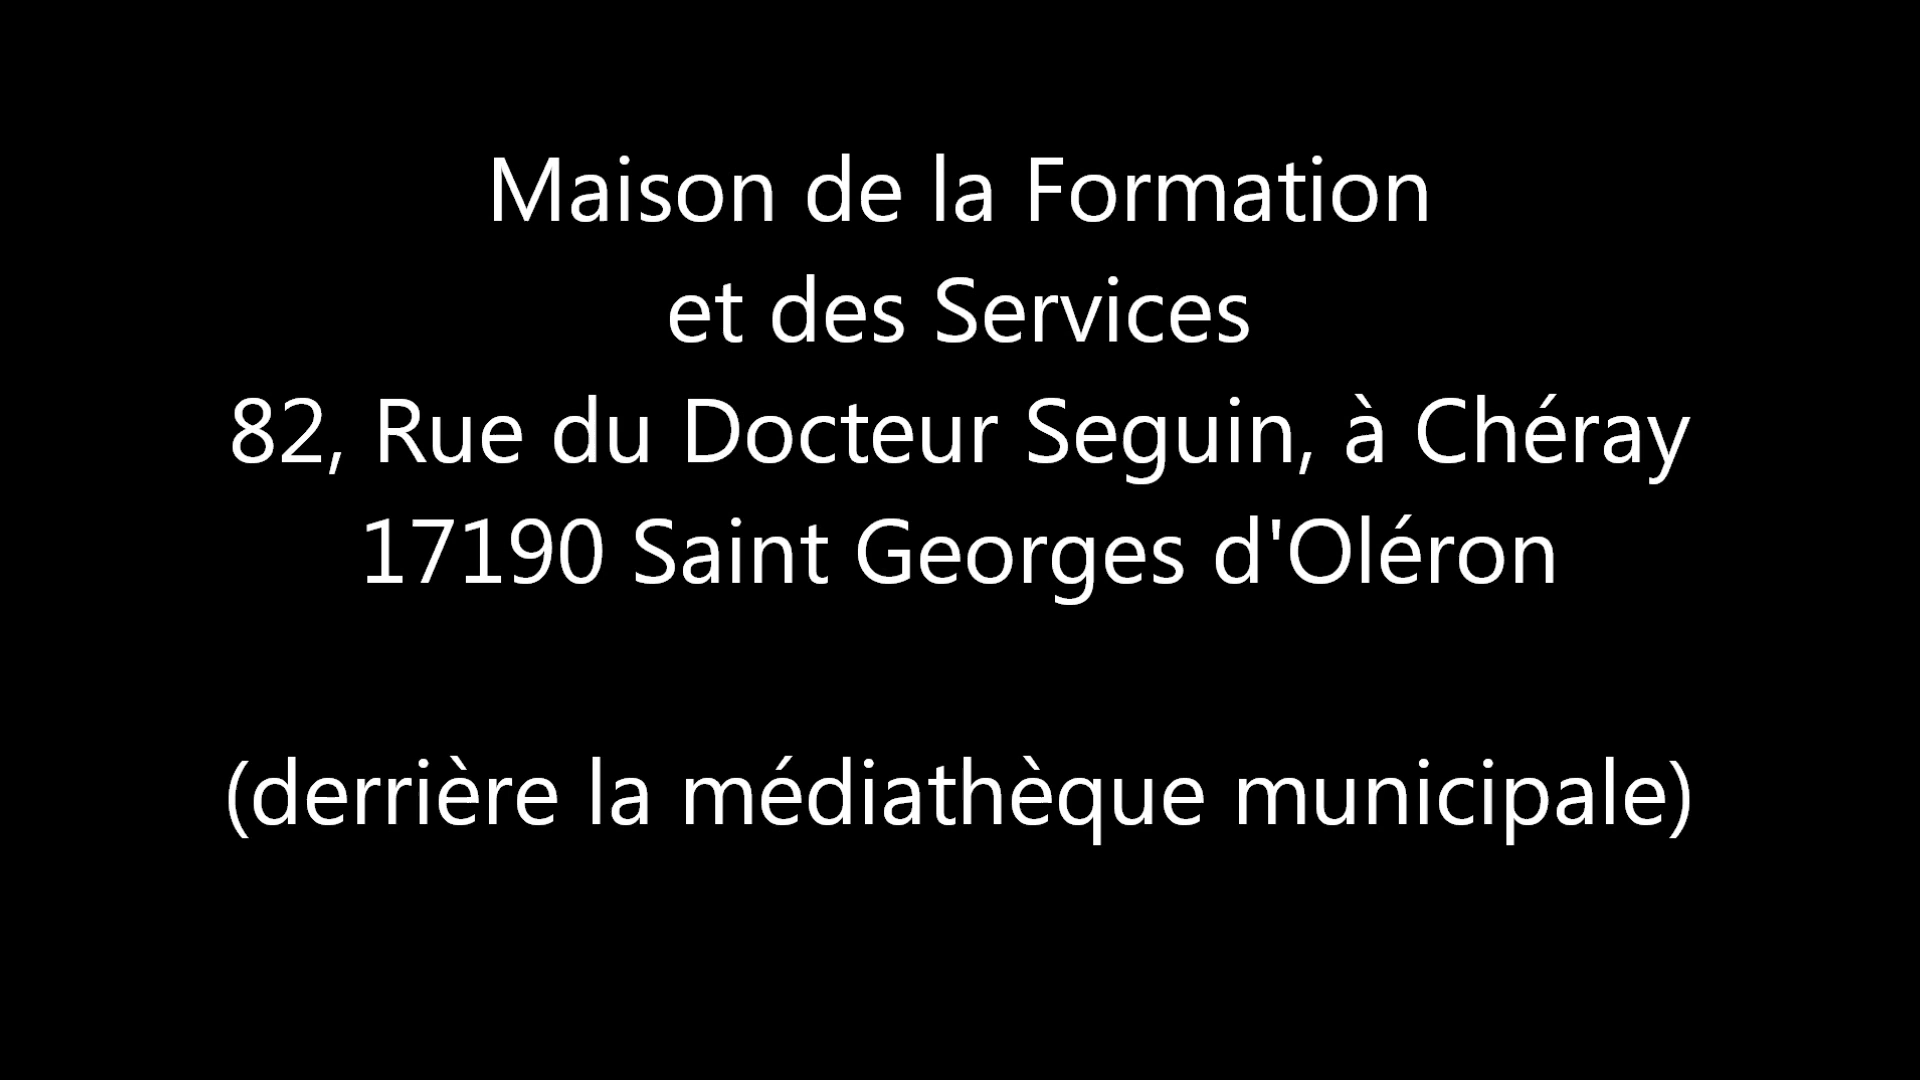 Maison de la Formation
et des Services
82, Rue du Docteur Seguin, à Chéray
17190 Saint Georges d'Oléron
(derrière la médiathèque municipale)